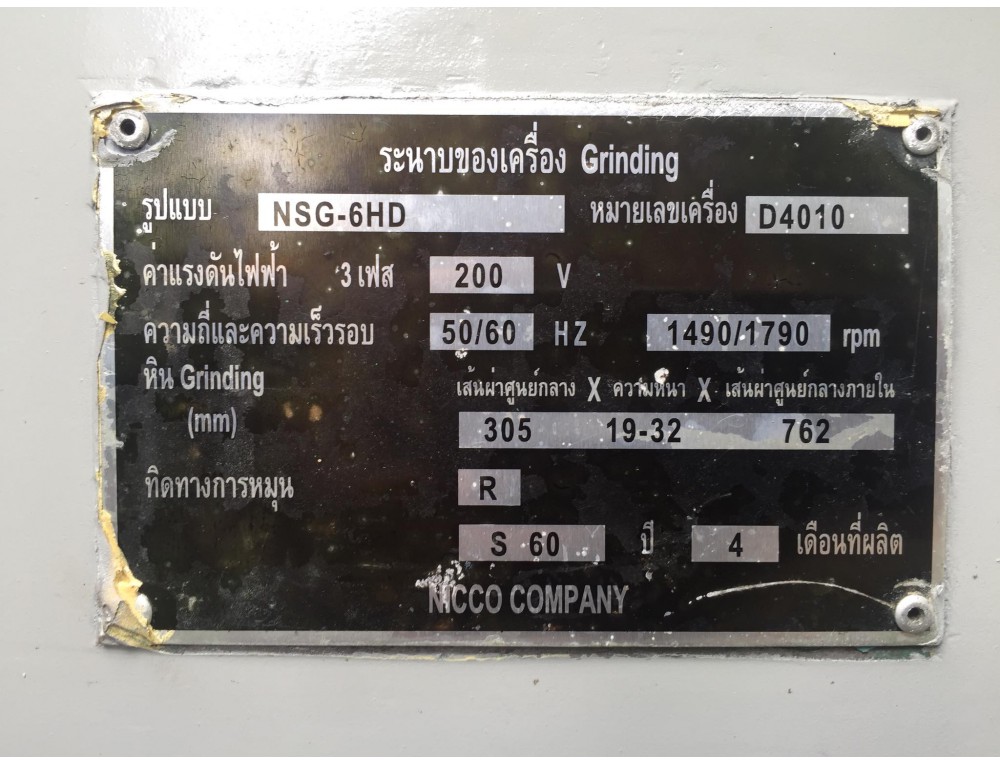 ระนาบของเครื่อง Grinding
รูปแบบ NSG-6HD หมายเลขเครื่อง D4010
ค่าแรงดันไฟฟ้า 3 เฟส 200 V
ความถี่และความเร็วรอบ 50/60 HZ 1490/1790 rpm
หิน Grinding เส้นผ่าศูนย์กลาง X ความหนา X เส้นผ่าศูนย์กลางภายใน
(mm) 305 19-32 762
ทิดทางการหมุน R
S 60 ปี 4 เดือนที่ผลิต
NICCO COMPANY